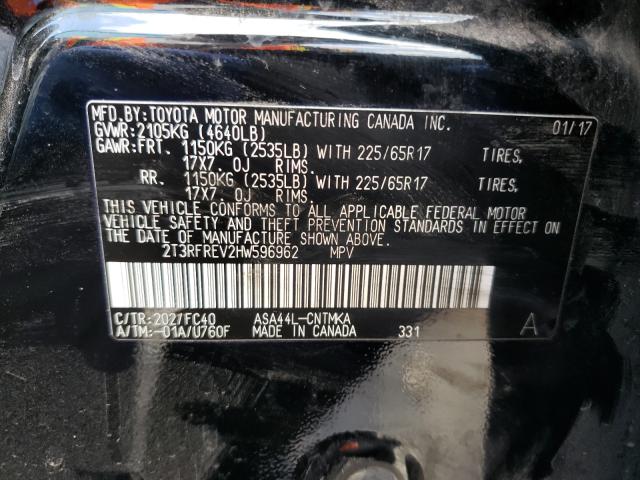 MFD.BY:TOYOTA MOTOR MANUFACTURING CANADA INC.
GVWR:2105KG (4640LB) 01/17
GAWR:FRT. 1150KG (2535LB) WITH 225/65R17 TIRES,
17X7. 0J RIMS.
RR. 1150KG (2535LB) WITH 225/65R17 TIRES,
17X7 0J RIMS.
THIS VEHICLE CONFORMS TO ALL APPLICABLE FEDERAL MOTOR
VEHICLE SAFETY AND THEFT PREVENTION STANDARDS IN EFFECT ON
THE DATE OF MANUFACTURE SHOWN ABOVE.
2T3RFREV2HW596962 MPV
C/TR:202/FC40 ASA44L-CNTMKA
A/TM:-01A/U760F MADE IN CANADA 331 A